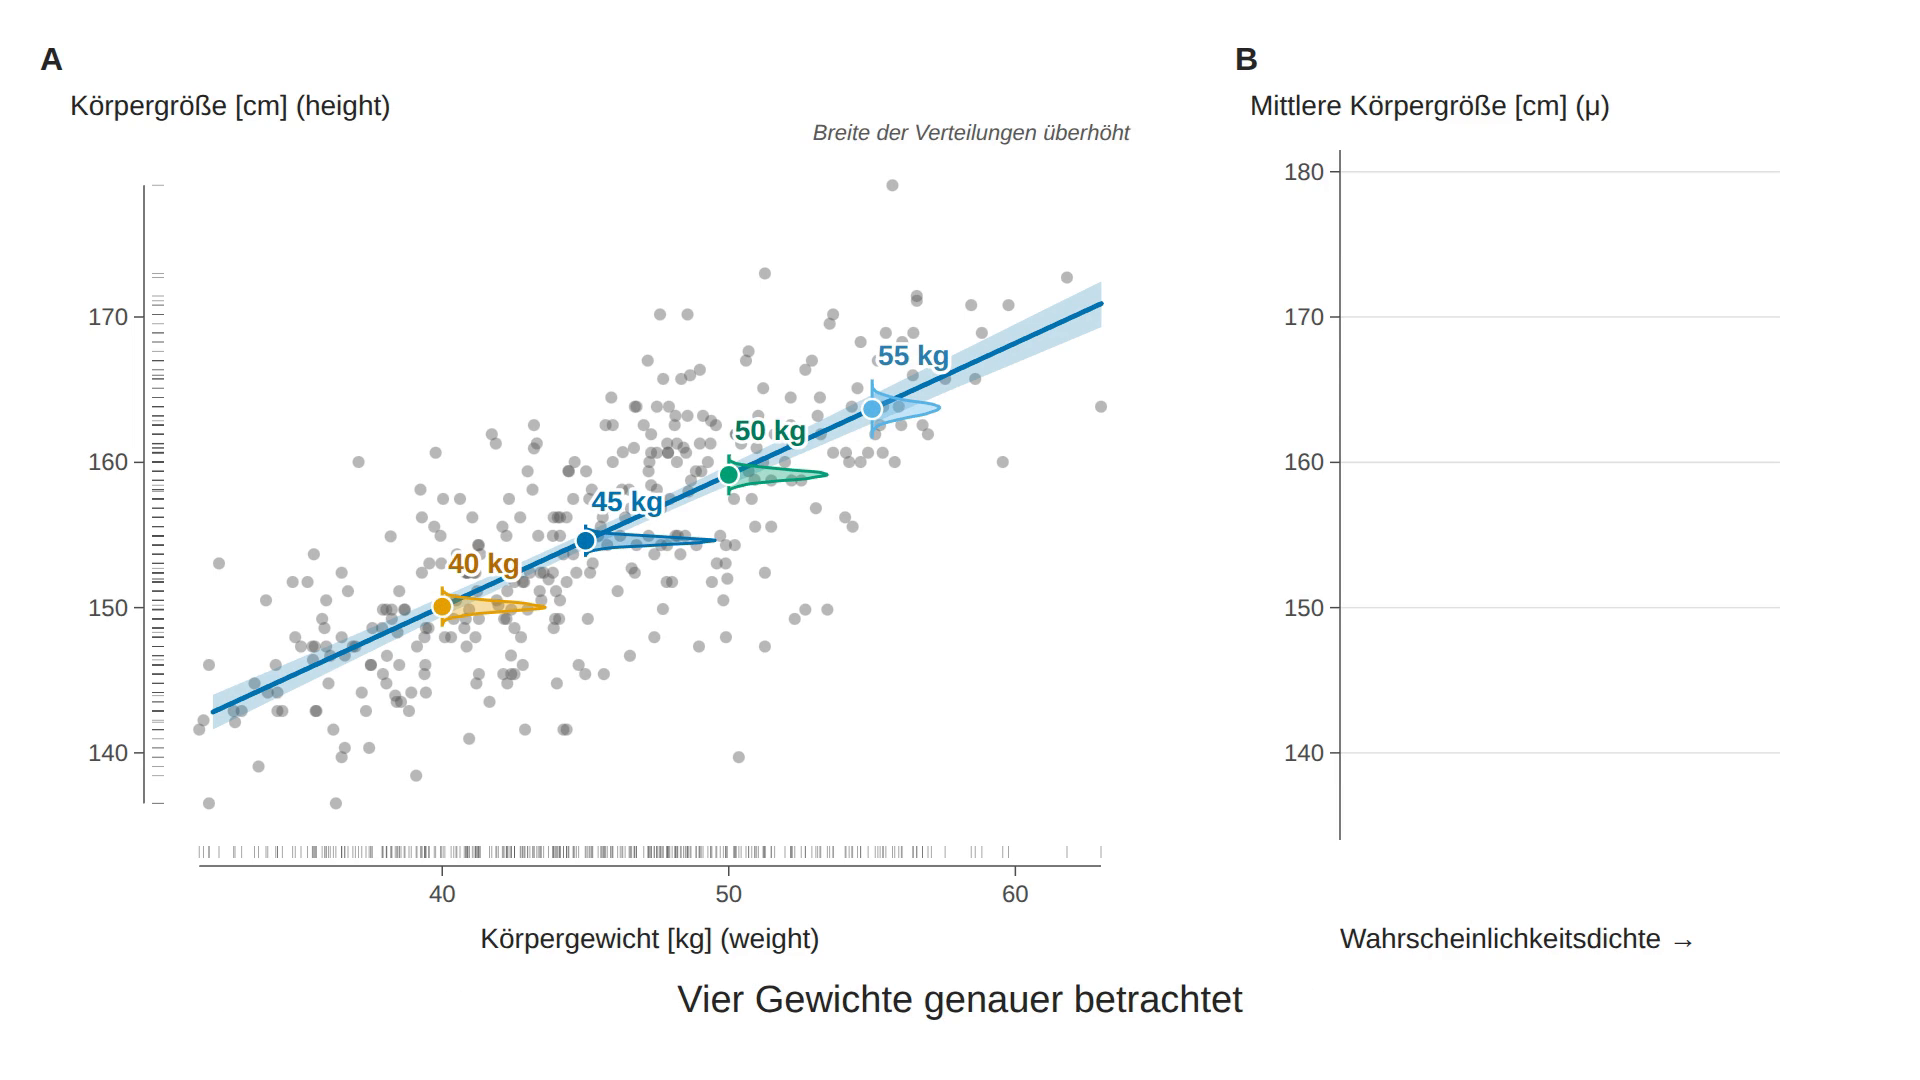 A
Körpergröße [cm] (height)
Breite der Verteilungen überhöht
170
160
150
140
55 kg
50 kg
45 kg
40 kg
40
50
60
Körpergewicht [kg] (weight)
B
Mittlere Körpergröße [cm] (μ)
180
170
160
150
140
Wahrscheinlichkeitsdichte →
Vier Gewichte genauer betrachtet